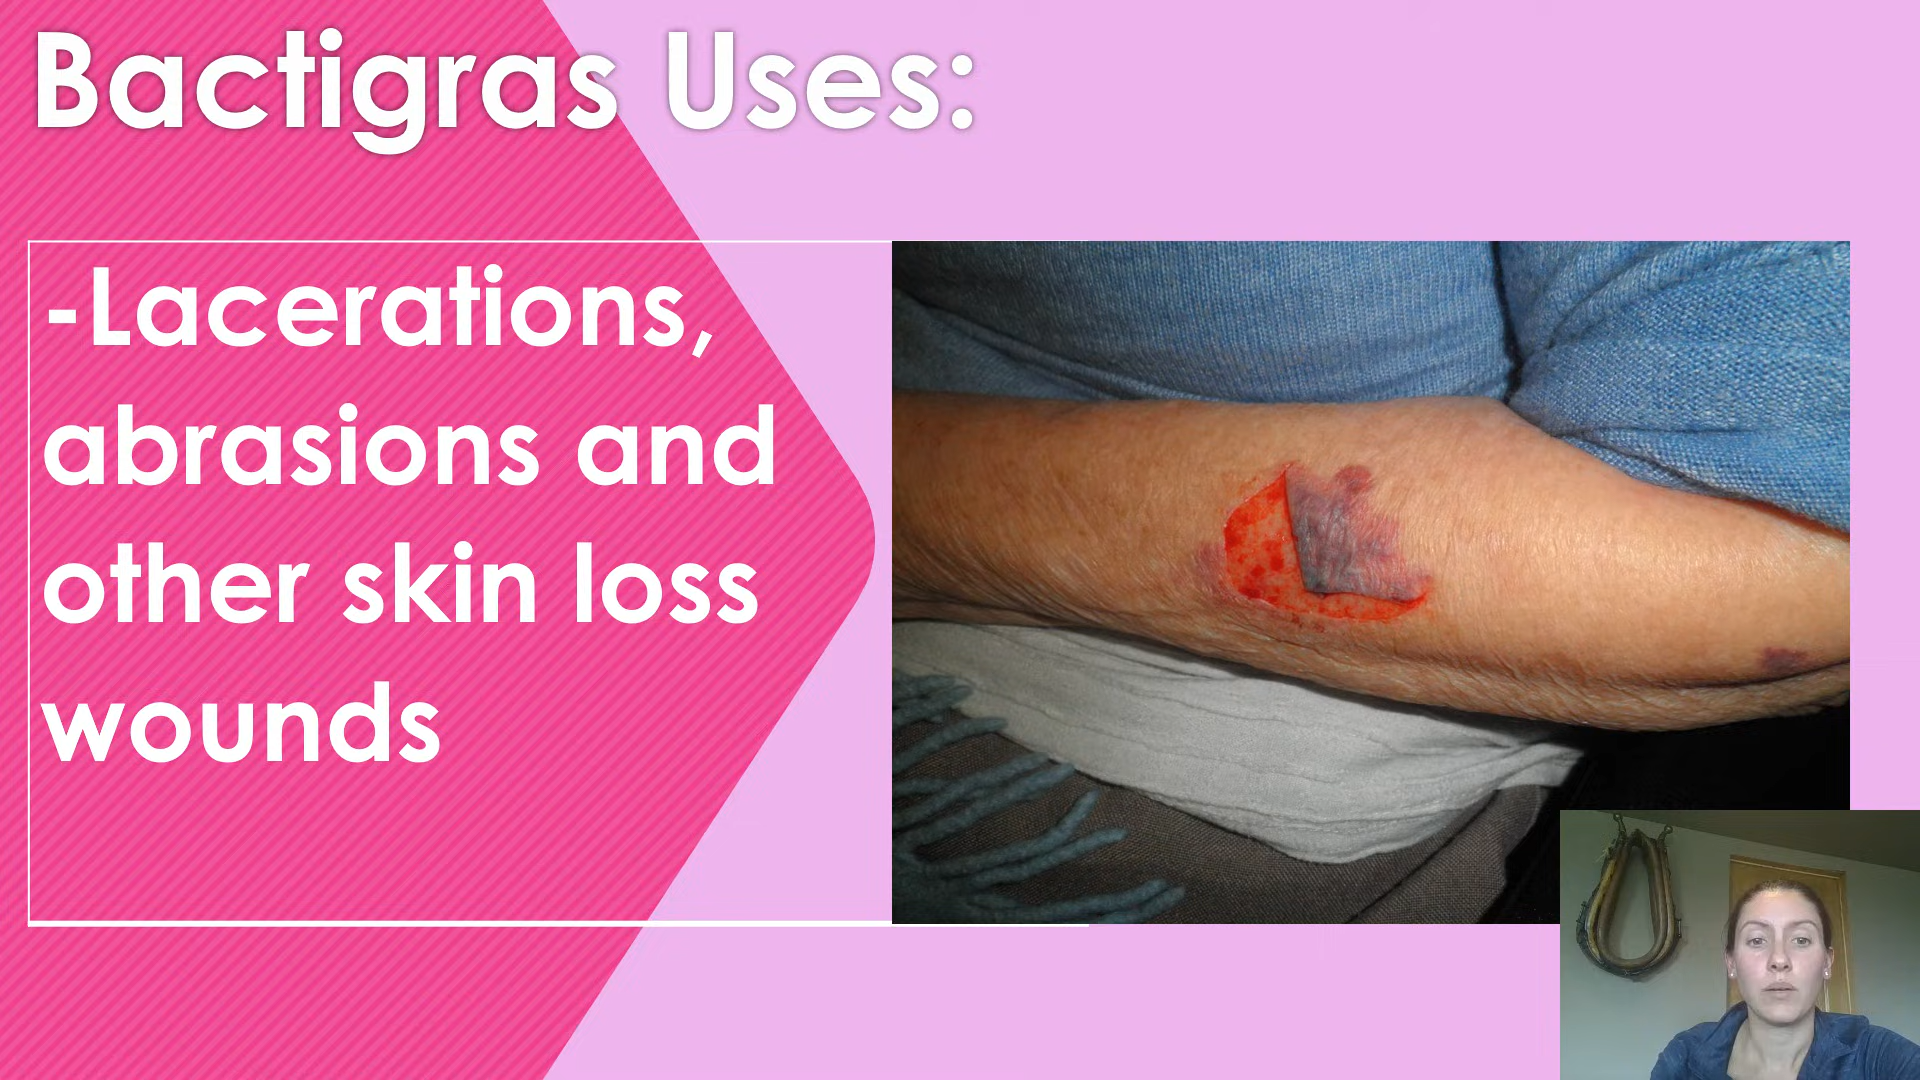 Bactigras Uses:
-Lacerations,
abrasions and
other skin loss
wounds